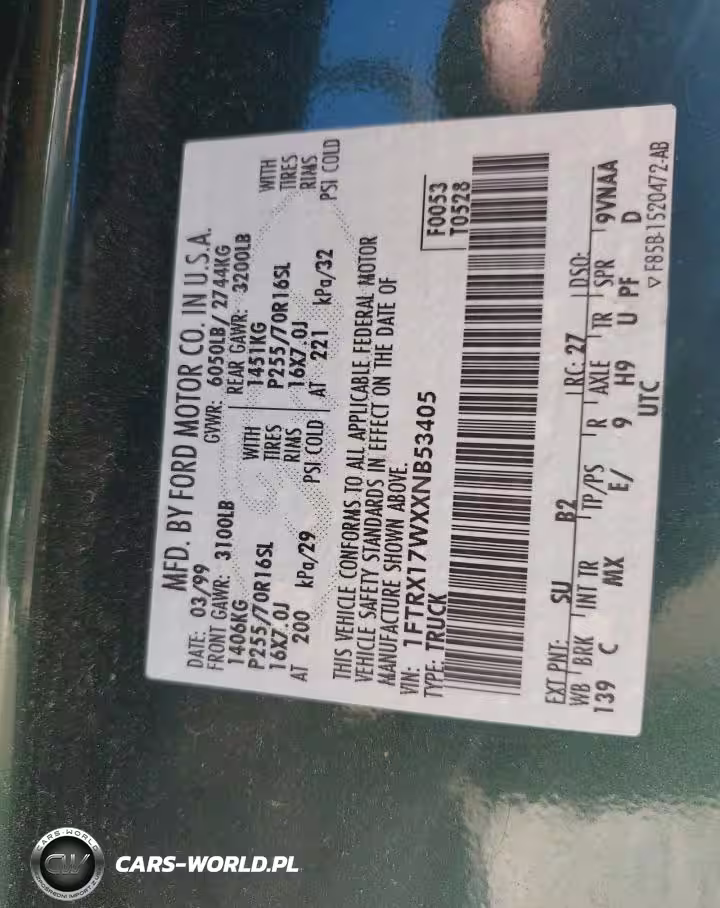 MFD. BY FORD MOTOR CO. IN U.S.A.
DATE: 03/99 GVWR: 6050LB / 2744KG
FRONT GAWR: 3100LB REAR GAWR: 3200LB
1406KG WITH 1451KG WITH
P255/70R16SL TIRES P255/70R16SL TIRES
16X7.0J RIMS 16X7.0J RIMS
AT 200 kPa/29 PSI COLD AT 221 kPa/32 PSI COLD
THIS VEHICLE CONFORMS TO ALL APPLICABLE FEDERAL MOTOR
VEHICLE SAFETY STANDARDS IN EFFECT ON THE DATE OF
MANUFACTURE SHOWN ABOVE.
VIN: 1FTRX17WXXNB53405
TYPE: TRUCK
F0053
T0528
EXT PNT: SU B2 RC: 27 DSO:
WB BRK INT TR TP/PS R AXLE TR SPR 9VNAA
139 C MX E/ 9 H9 U PF D
UTC
▽ F85B-1520472-AB
CARS-WORLD
CW
CARS-WORLD.PL